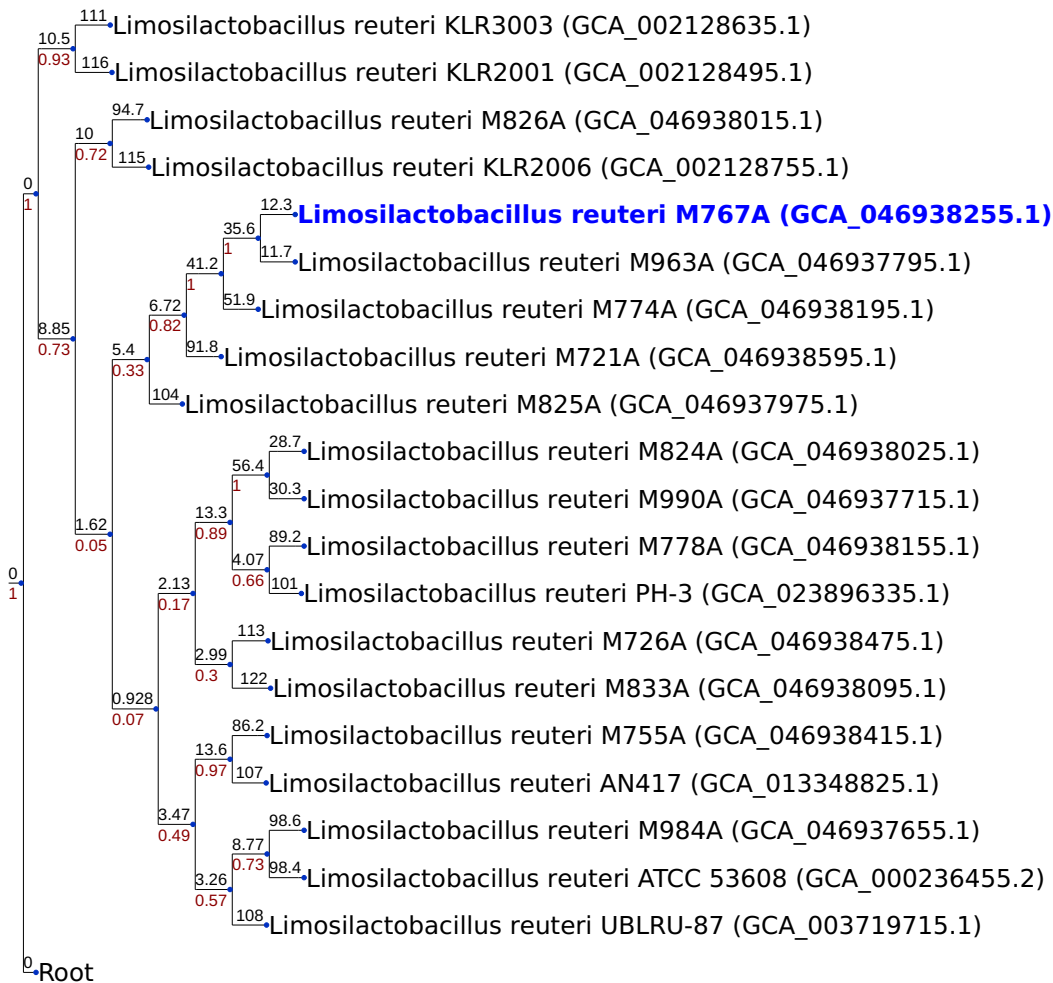 111
Limosilactobacillus reuteri KLR3003 (GCA_002128635.1)
10.5
0.93
116
Limosilactobacillus reuteri KLR2001 (GCA_002128495.1)
94.7
Limosilactobacillus reuteri M826A (GCA_046938015.1)
10
0.72
115
Limosilactobacillus reuteri KLR2006 (GCA_002128755.1)
0
1
12.3
Limosilactobacillus reuteri M767A (GCA_046938255.1)
35.6
1
11.7
Limosilactobacillus reuteri M963A (GCA_046937795.1)
41.2
1
51.9
Limosilactobacillus reuteri M774A (GCA_046938195.1)
6.72
0.82
8.85
0.73
91.8
Limosilactobacillus reuteri M721A (GCA_046938595.1)
5.4
0.33
104
Limosilactobacillus reuteri M825A (GCA_046937975.1)
28.7
Limosilactobacillus reuteri M824A (GCA_046938025.1)
56.4
1
30.3
Limosilactobacillus reuteri M990A (GCA_046937715.1)
13.3
0.89
1.62
0.05
89.2
Limosilactobacillus reuteri M778A (GCA_046938155.1)
4.07
0.66
101
Limosilactobacillus reuteri PH-3 (GCA_023896335.1)
0
1
2.13
0.17
113
Limosilactobacillus reuteri M726A (GCA_046938475.1)
2.99
0.3
122
Limosilactobacillus reuteri M833A (GCA_046938095.1)
0.928
0.07
86.2
Limosilactobacillus reuteri M755A (GCA_046938415.1)
13.6
0.97
107
Limosilactobacillus reuteri AN417 (GCA_013348825.1)
3.47
0.49
98.6
Limosilactobacillus reuteri M984A (GCA_046937655.1)
8.77
0.73
98.4
Limosilactobacillus reuteri ATCC 53608 (GCA_000236455.2)
3.26
0.57
108
Limosilactobacillus reuteri UBLRU-87 (GCA_003719715.1)
0
Root